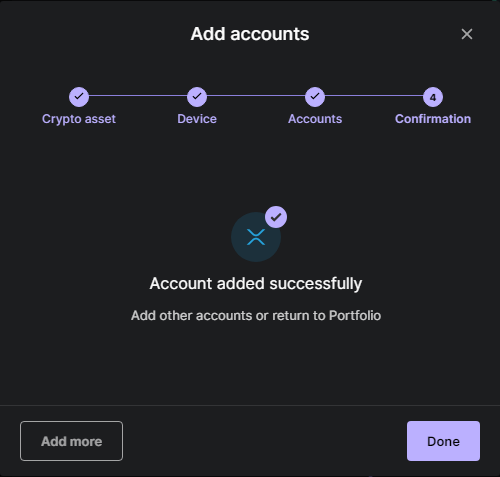 Add accounts
4
Crypto asset Device Accounts Confirmation
Account added successfully
Add other accounts or return to Portfolio
Add more Done